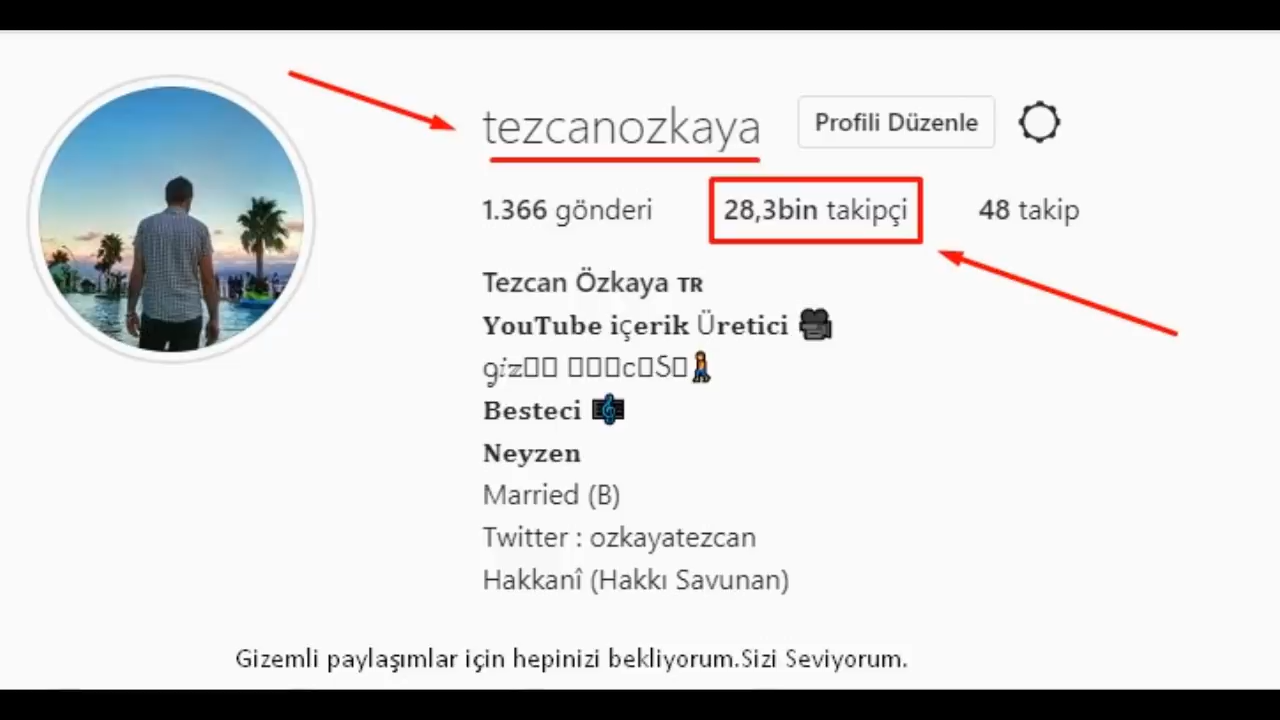 tezcanozkaya Profili Düzenle
1.366 gönderi 28,3bin takipçi 48 takip
Tezcan Özkaya TR
YouTube içerik Üretici
Besteci
Neyzen
Married (B)
Twitter : ozkayatezcan
Hakkanî (Hakkı Savunan)
Gizemli paylaşımlar için hepinizi bekliyorum.Sizi Seviyorum.